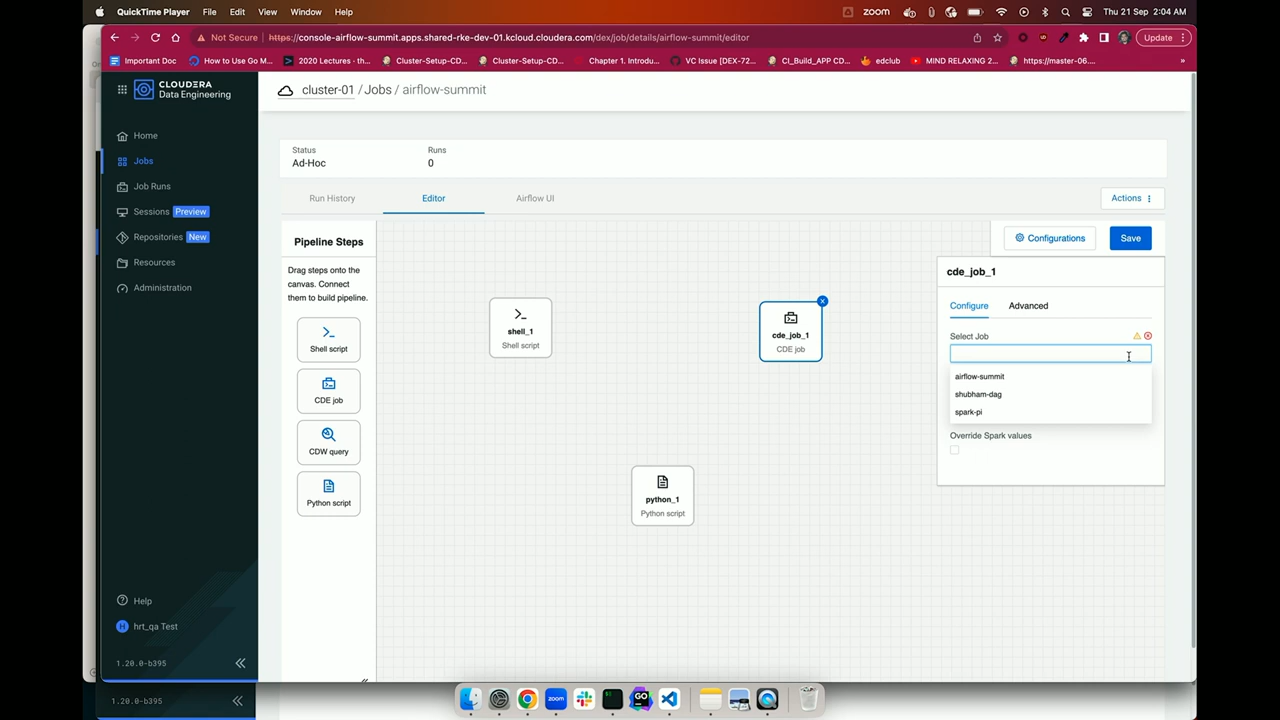 QuickTime Player File Edit View Window Help
zoom Thu 21 Sep 2:04 AM
Not Secure https://console-airflow-summit.apps.shared-rke-dev-01.kcloud.cloudera.com/dex/job/details/airflow-summit/editor Update
Important Doc How to Use Go M... 2020 Lectures · th... Cluster-Setup-CD... Cluster-Setup-CD... Chapter 1. Introdu... VC Issue [DEX-72... CI_Build_APP CD... edclub MIND RELAXING 2... https://master-06....
CLOUDERA
Data Engineering
cluster-01 / Jobs / airflow-summit
Home
Jobs
Job Runs
Sessions Preview
Repositories New
Resources
Administration
Help
H hrt_qa Test
1.20.0-b395
1.20.0-b395
Status
Ad-Hoc
Runs
0
Run History
Editor
Airflow UI
Actions
Pipeline Steps
Drag steps onto the
canvas. Connect
them to build pipeline.
Shell script
CDE job
CDW query
Python script
shell_1
Shell script
cde_job_1
CDE job
python_1
Python script
Configurations
Save
cde_job_1
Configure
Advanced
Select Job
airflow-summit
shubham-dag
spark-pi
Override Spark values
zoom
GO